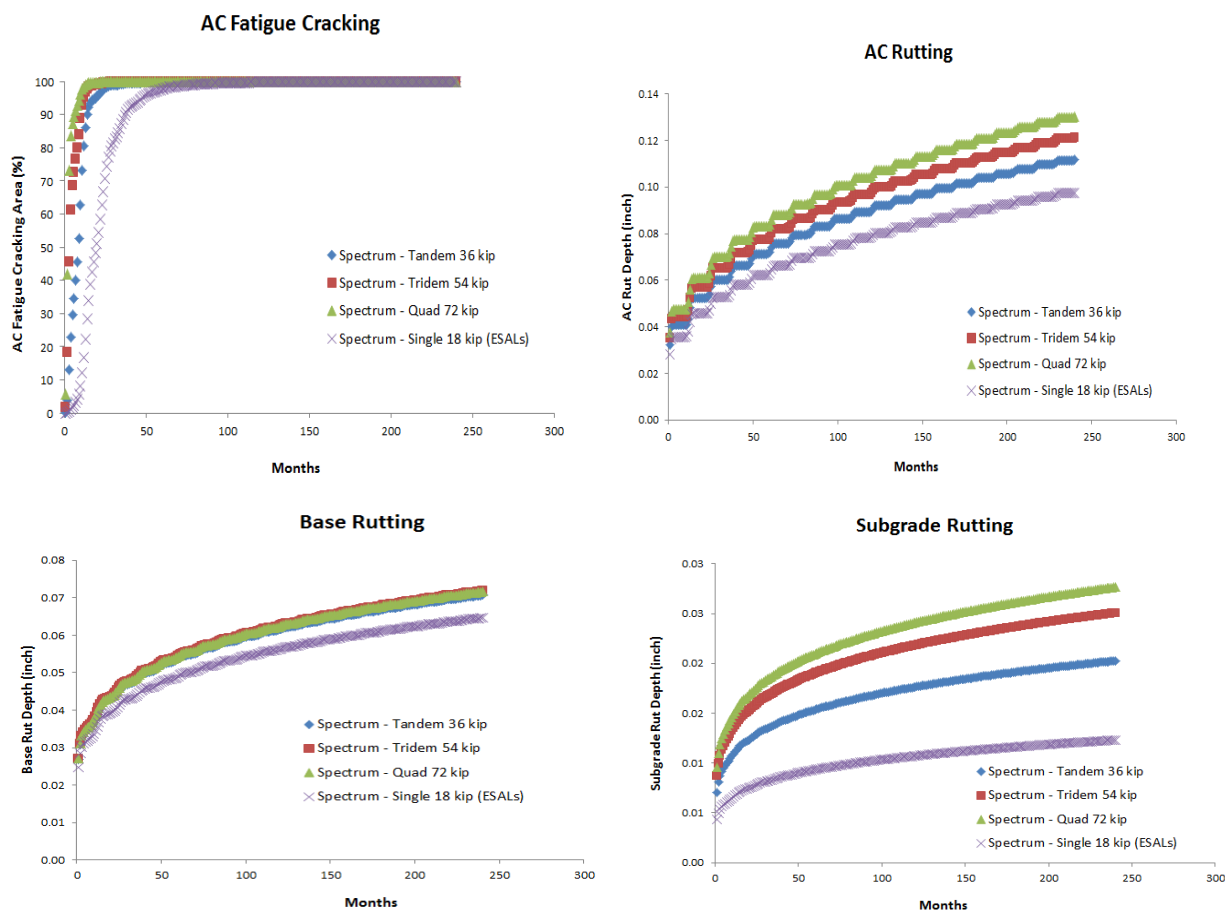 AC Fatigue Cracking
AC Fatigue Cracking Area (%)
100
90
80
70
60
50
40
30
20
10
0
Spectrum - Tandem 36 kip
Spectrum - Tridem 54 kip
Spectrum - Quad 72 kip
Spectrum - Single 18 kip (ESALs)
0 50 100 150 200 250 300
Months
AC Rutting
AC Rut Depth (inch)
0.14
0.12
0.10
0.08
0.06
0.04
0.02
0.00
Spectrum - Tandem 36 kip
Spectrum - Tridem 54 kip
Spectrum - Quad 72 kip
Spectrum - Single 18 kip (ESALs)
0 50 100 150 200 250 300
Months
Base Rutting
Base Rut Depth (inch)
0.08
0.07
0.06
0.05
0.04
0.03
0.02
0.01
0.00
Spectrum - Tandem 36 kip
Spectrum - Tridem 54 kip
Spectrum - Quad 72 kip
Spectrum - Single 18 kip (ESALs)
0 50 100 150 200 250 300
Months
Subgrade Rutting
Subgrade Rut Depth (inch)
0.03
0.03
0.02
0.02
0.01
0.01
0.00
Spectrum - Tandem 36 kip
Spectrum - Tridem 54 kip
Spectrum - Quad 72 kip
Spectrum - Single 18 kip (ESALs)
0 50 100 150 200 250 300
Months